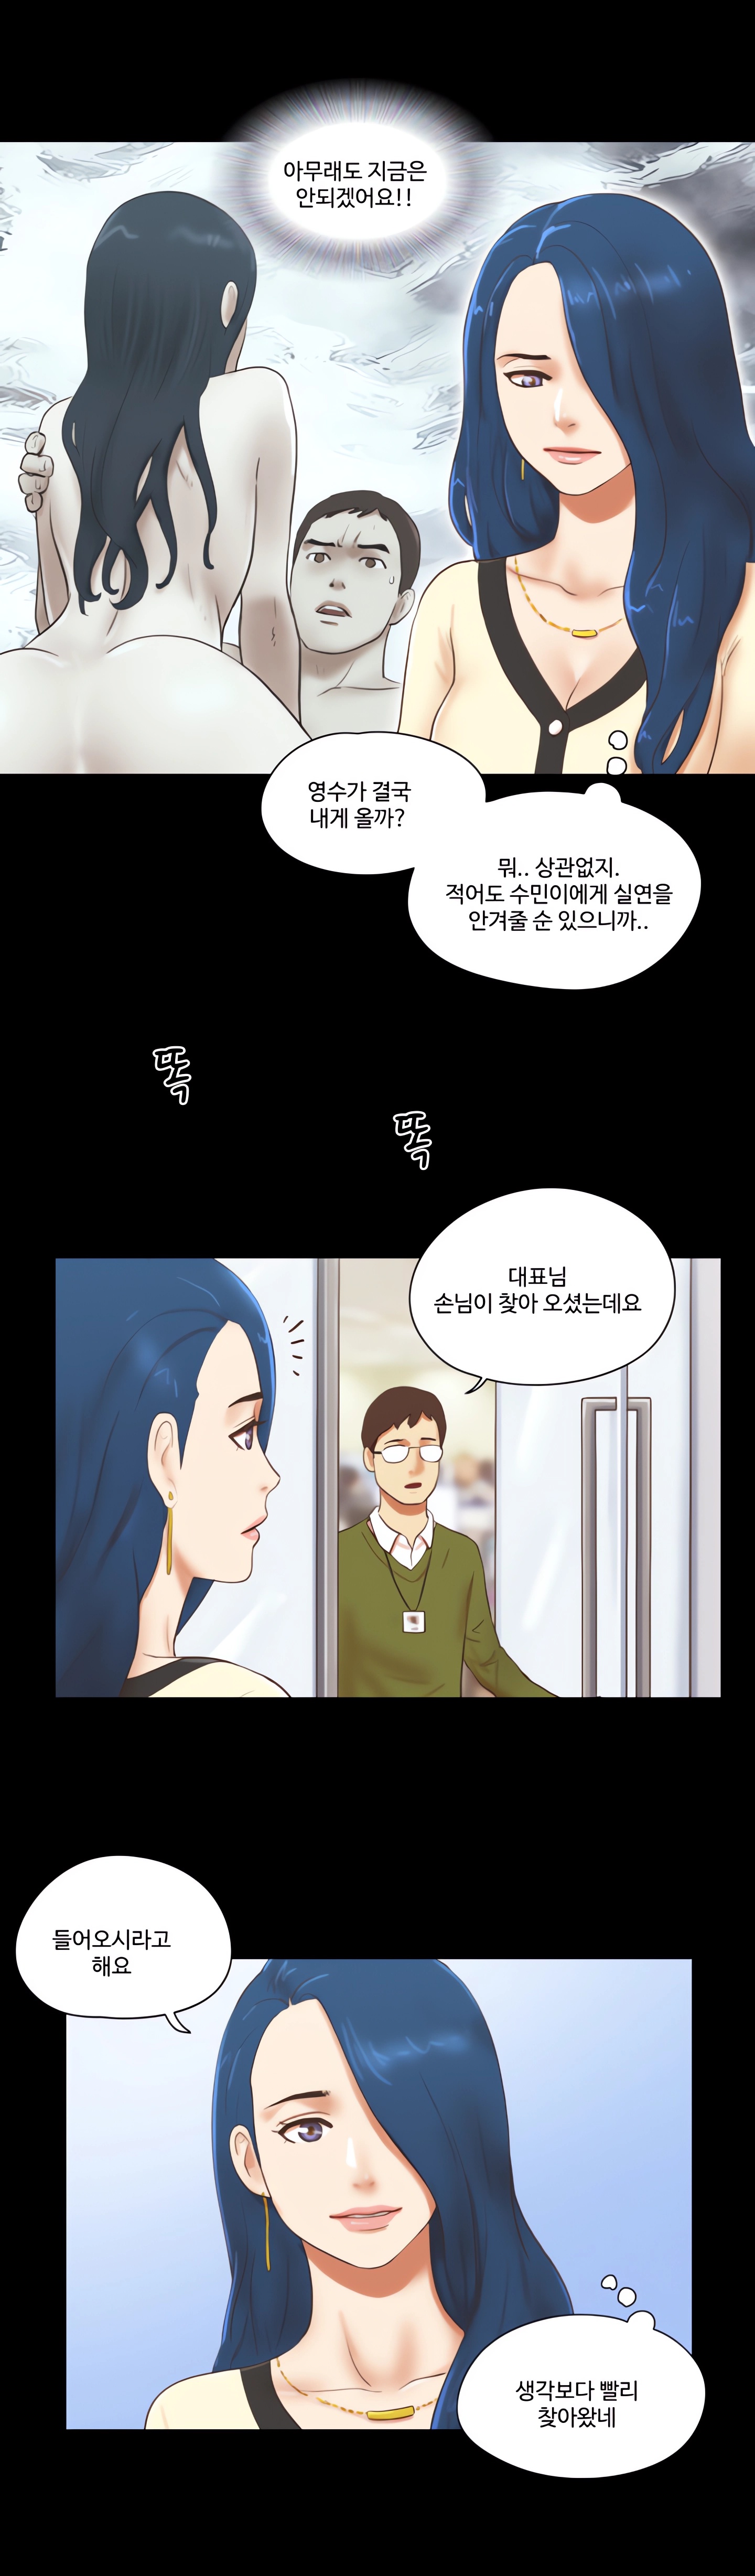 아무래도 지금은
안되겠어요!!
영수가 결국
내게 올까?
뭐.. 상관없지.
적어도 수민이에게 실연을
안겨줄 순 있으니까..
똑
똑
대표님
손님이 찾아 오셨는데요
들어오시라고
해요
생각보다 빨리
찾아왔네